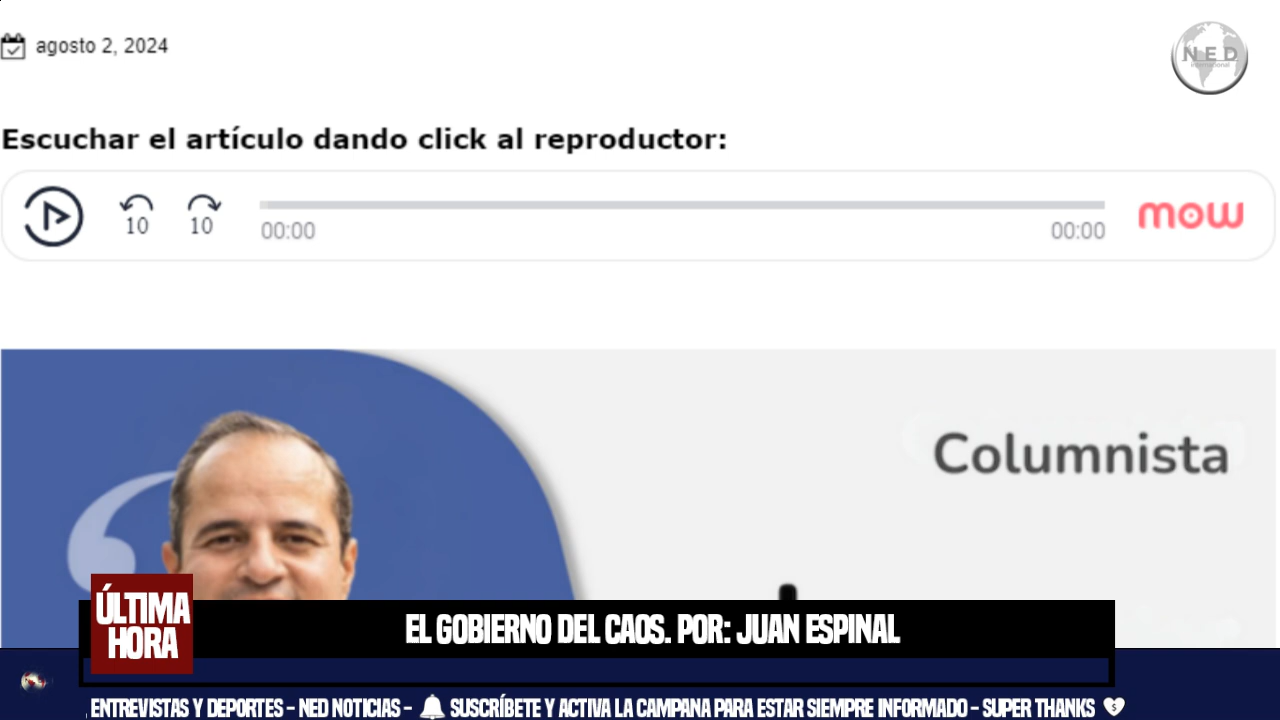 agosto 2, 2024
NED
international
Escuchar el artículo dando click al reproductor:
10
10
00:00
00:00
mow
Columnista
ÚLTIMA
HORA
EL GOBIERNO DEL CAOS. POR: JUAN ESPINAL
, ENTREVISTAS Y DEPORTES - NED NOTICIAS - 🔔 SUSCRÍBETE Y ACTIVA LA CAMPANA PARA ESTAR SIEMPRE INFORMADO - SUPER THANKS